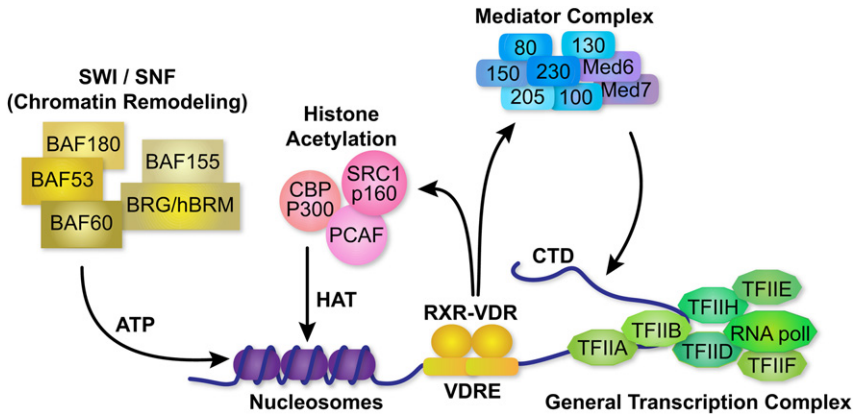 Mediator Complex
80
130
150
230
Med6
205
100
Med7
SWI / SNF
(Chromatin Remodeling)
BAF180
BAF155
BAF53
BRG/hBRM
BAF60
Histone
Acetylation
CBP
P300
SRC1
p160
PCAF
ATP
HAT
Nucleosomes
RXR-VDR
VDRE
CTD
TFIIA
TFIIB
TFIIH
TFIIE
RNA poll
TFIID
TFIIF
General Transcription Complex